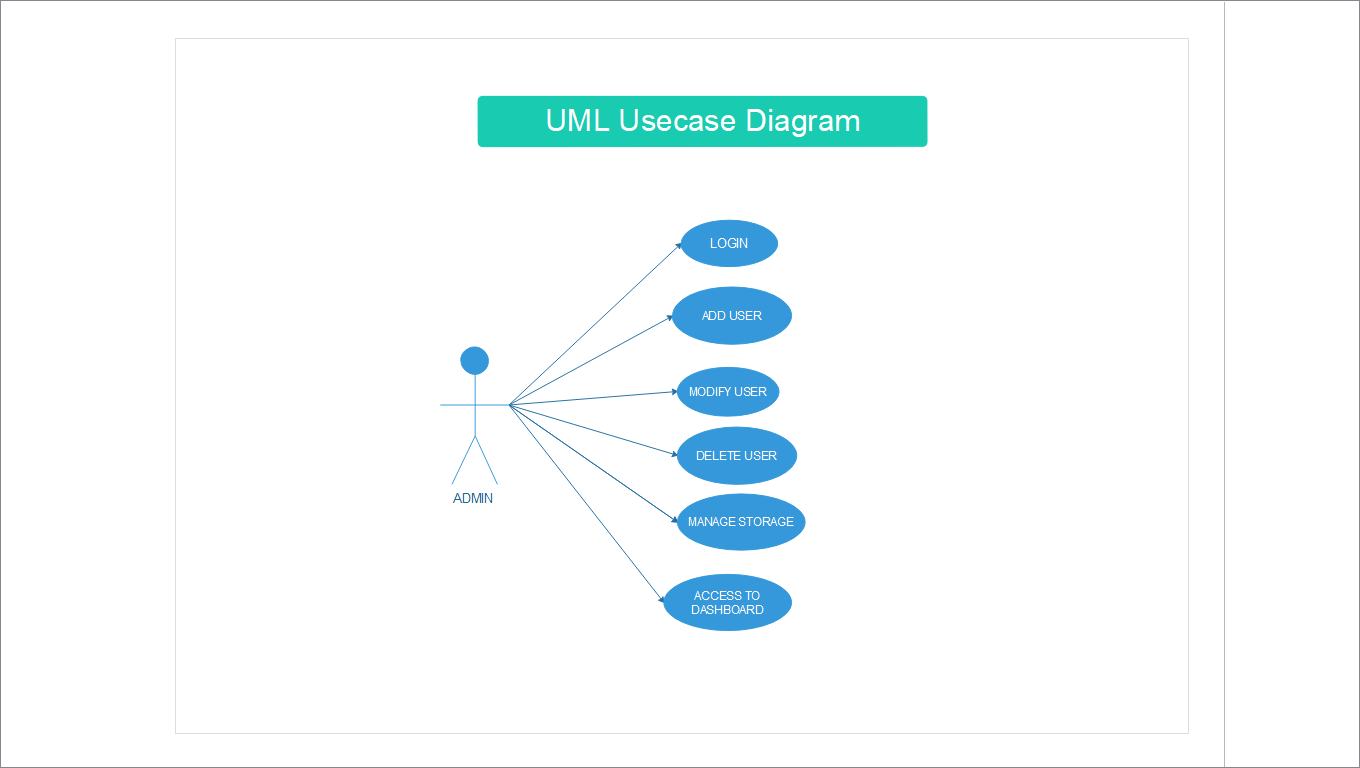 UML Usecase Diagram
LOGIN
ADD USER
MODIFY USER
DELETE USER
ADMIN
MANAGE STORAGE
ACCESS TO
DASHBOARD